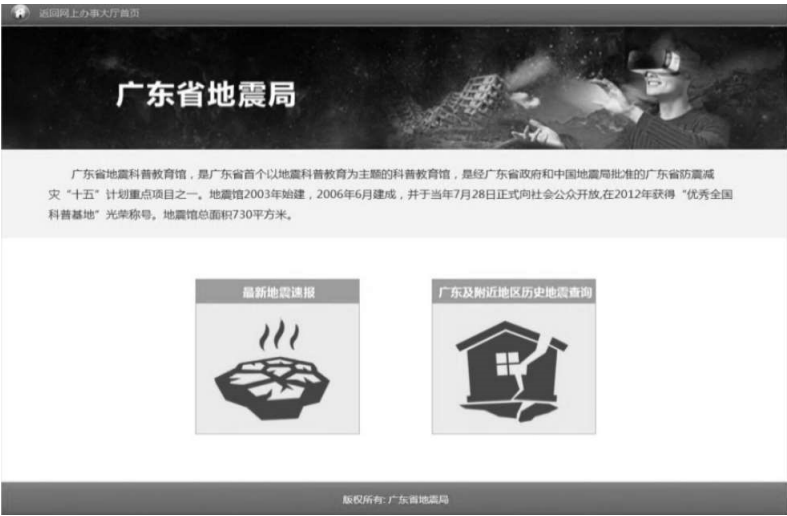 返回网上办事大厅首页
广东省地震局
广东省地震科普教育馆，是广东省首个以地震科普教育为主题的科普教育馆，是经广东省政府和中国地震局批准的广东省防震减
灾“十五”计划重点项目之一。地震馆2003年始建，2006年6月建成，并于当年7月28日正式向社会公众开放,在2012年获得“优秀全国
科普基地”光荣称号。地震馆总面积730平方米。
最新地震速报
广东及附近地区历史地震查询
版权所有:广东省地震局